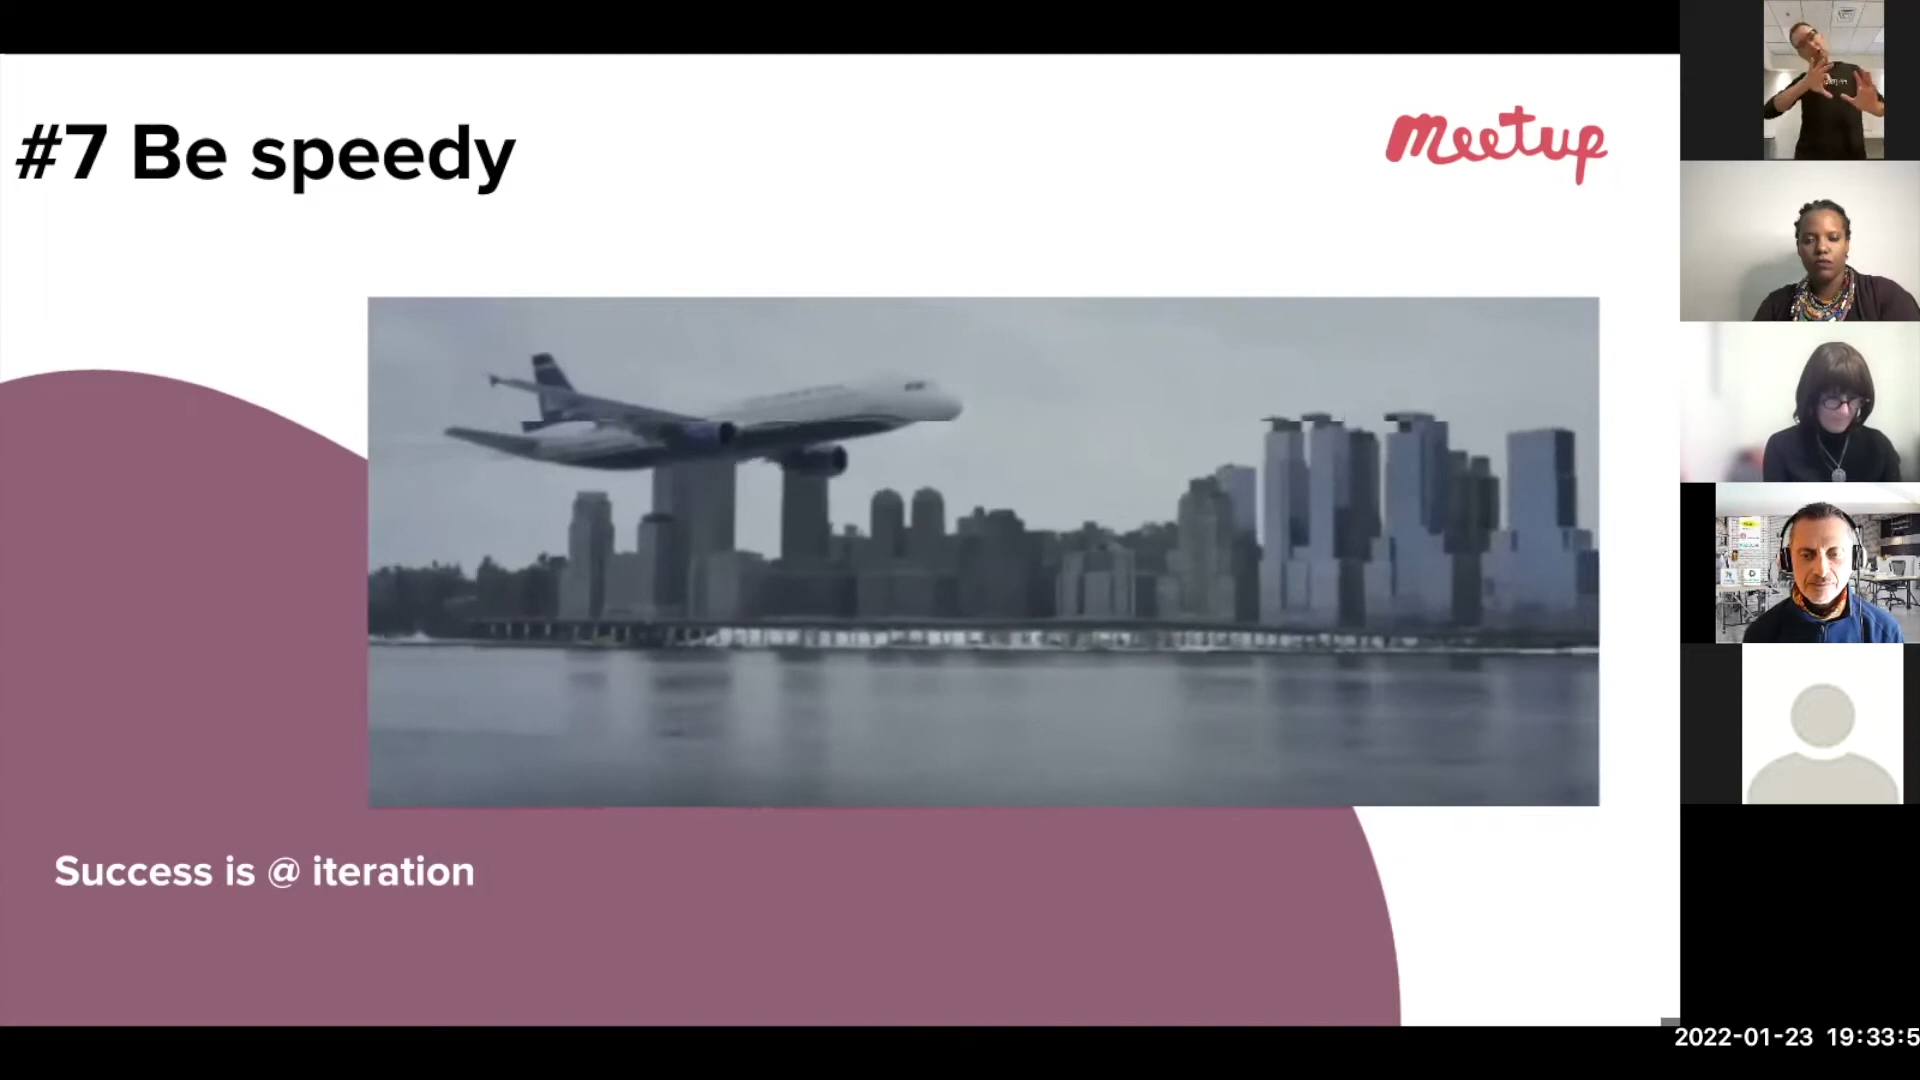 #7 Be speedy
meetup
Success is @ iteration
2022-01-23 19:33:5